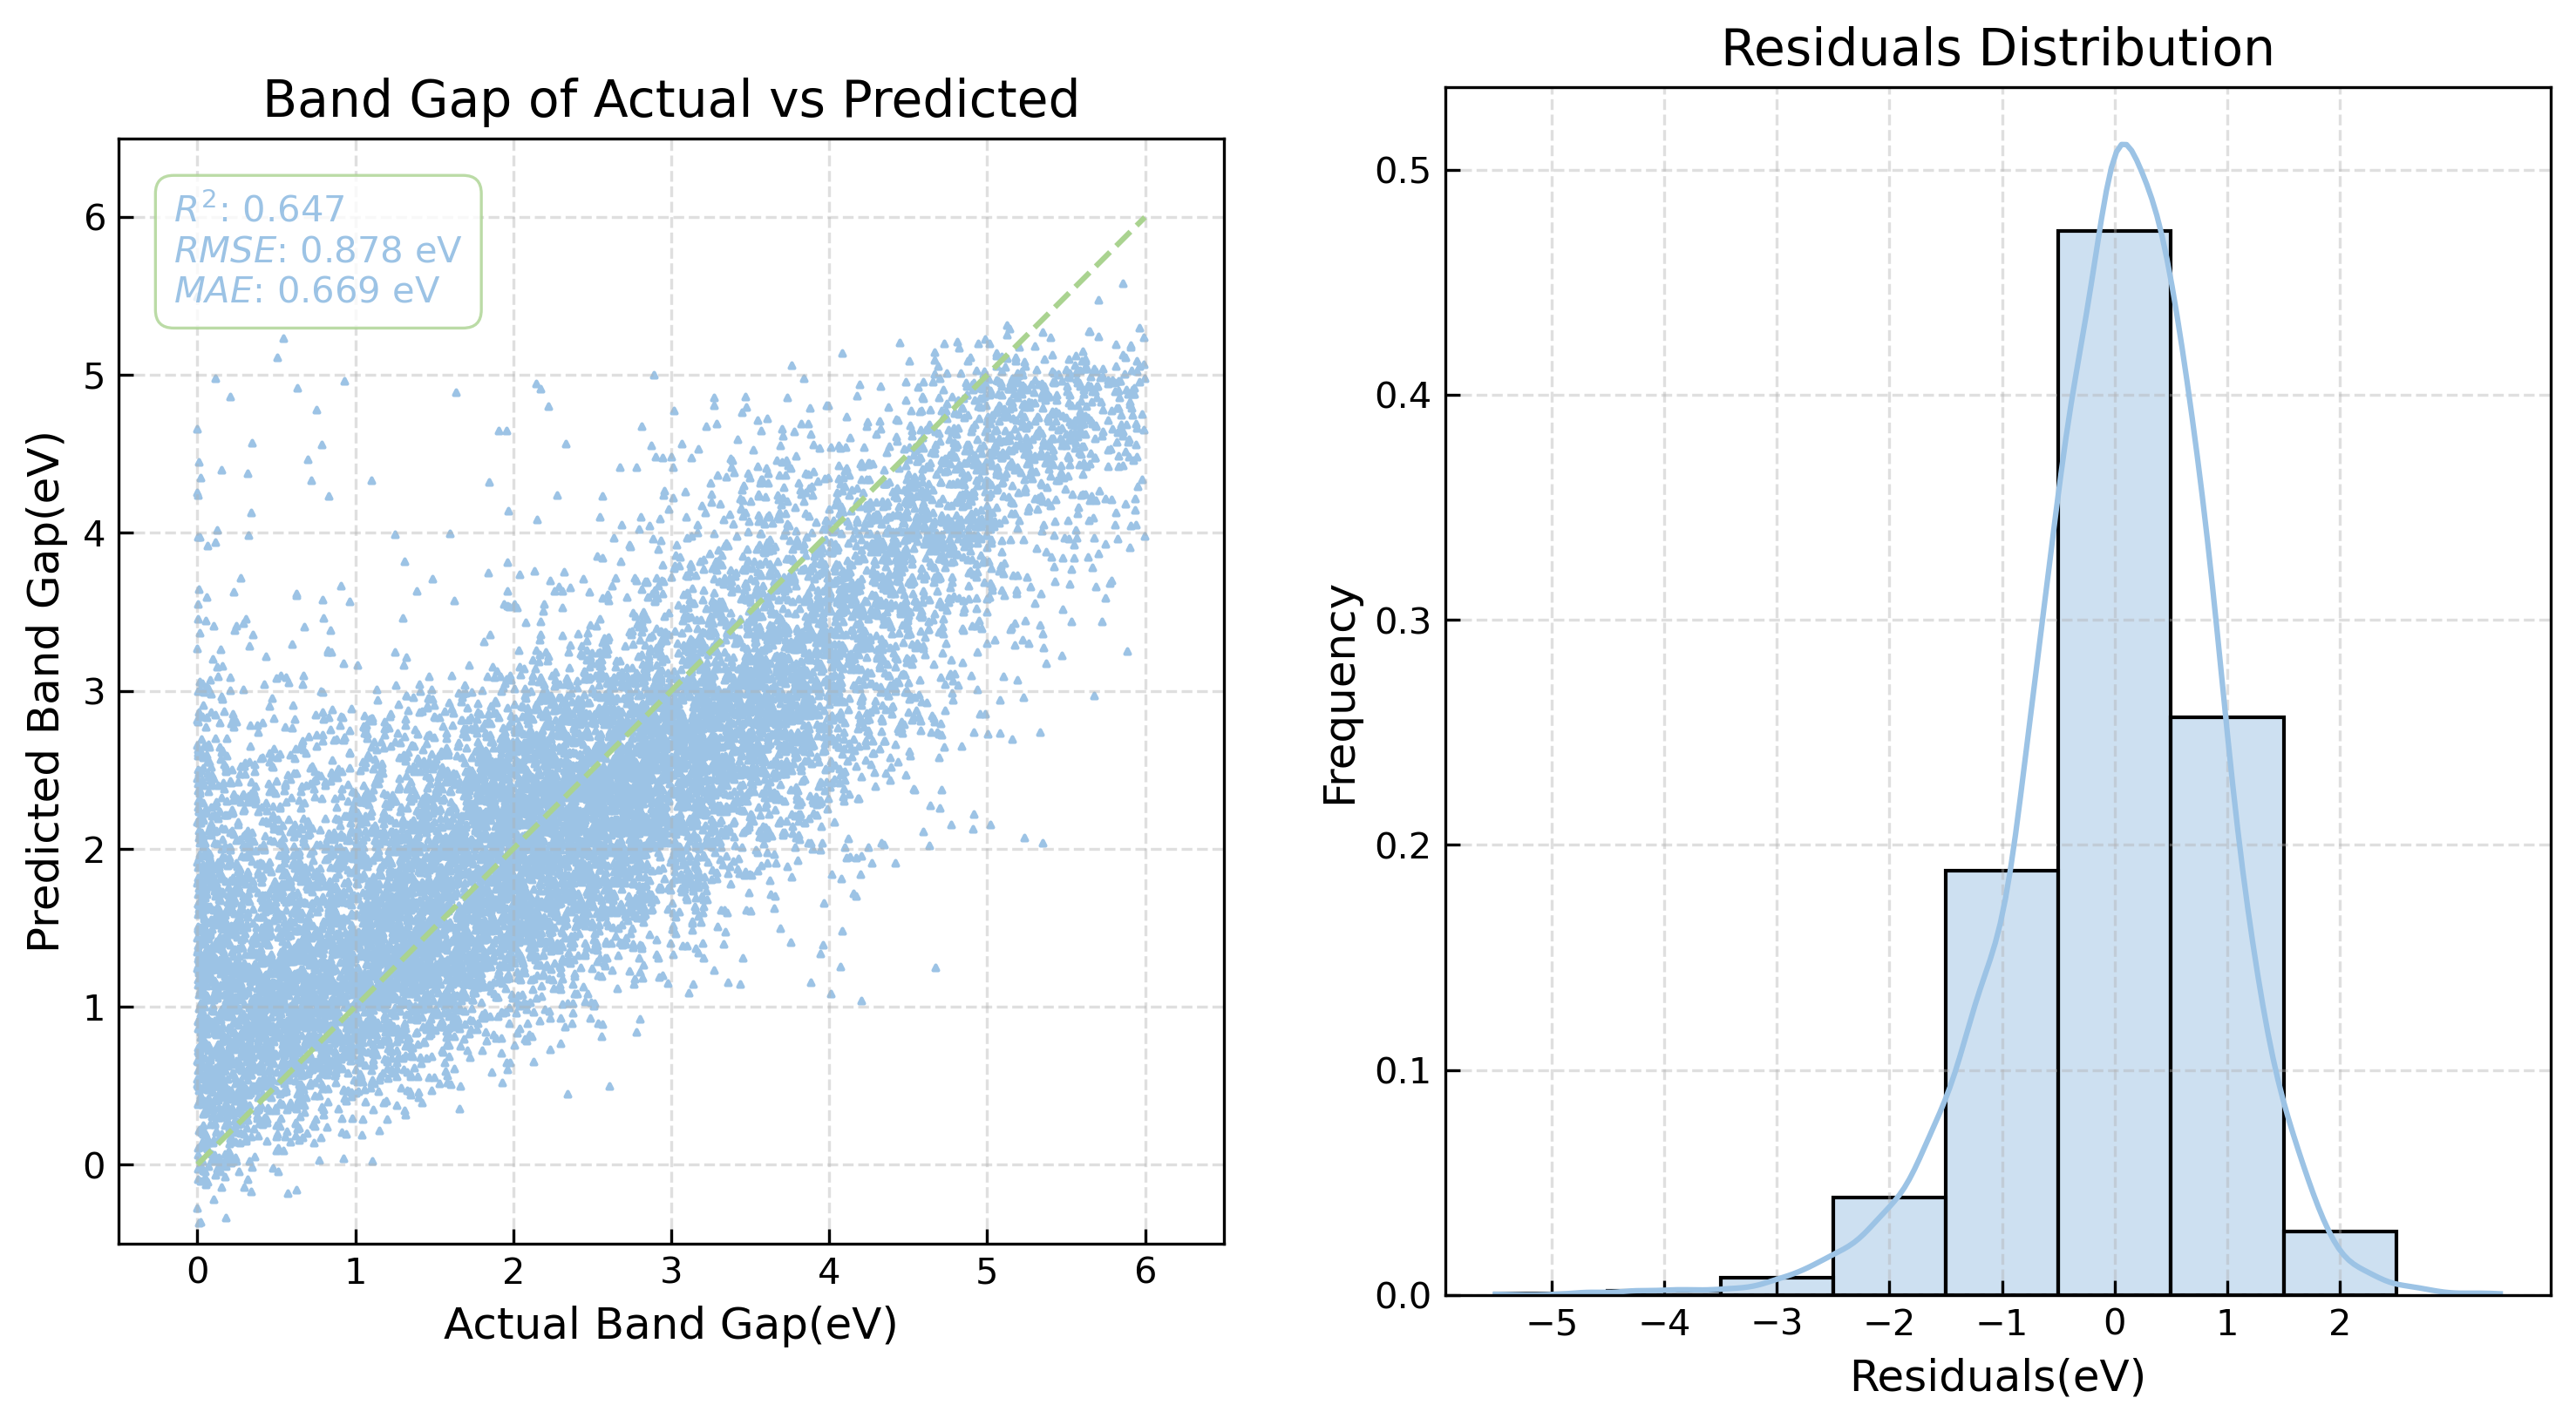 Band Gap of Actual vs Predicted
R²: 0.647
RMSE: 0.878 eV
MAE: 0.669 eV
6
5
4
3
2
1
0
Predicted Band Gap(eV)
0 1 2 3 4 5 6
Actual Band Gap(eV)
Residuals Distribution
0.5
0.4
0.3
0.2
0.1
0.0
Frequency
−5 −4 −3 −2 −1 0 1 2
Residuals(eV)